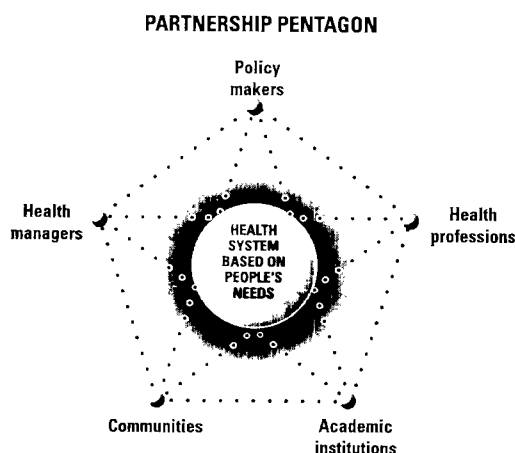 PARTNERSHIP PENTAGON
Policy
makers
Health
managers
Health
professions
HEALTH
SYSTEM
BASED ON
PEOPLE'S
NEEDS
Communities
Academic
institutions